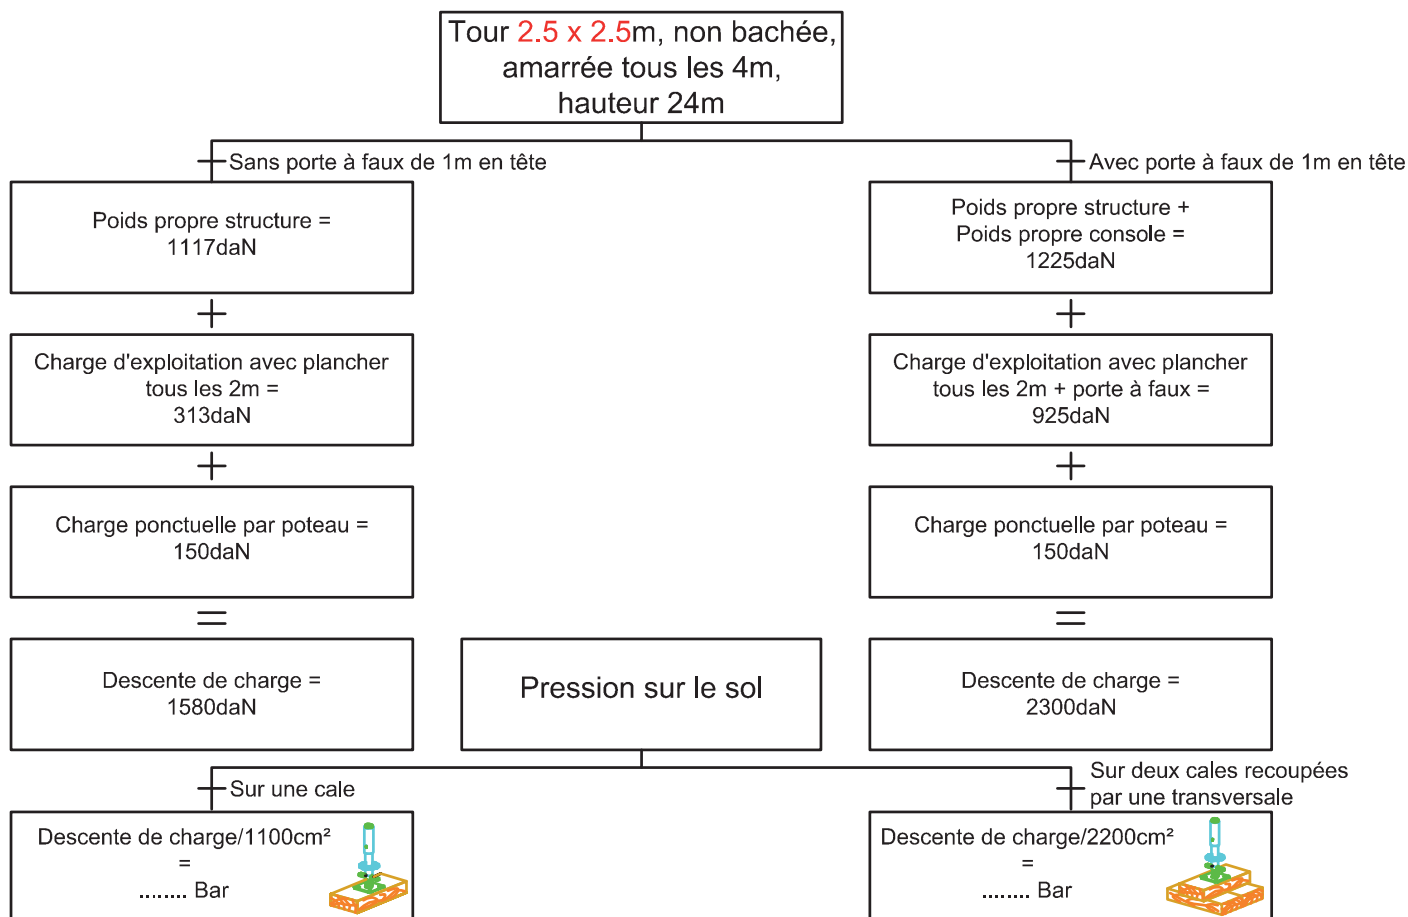 Tour 2.5 x 2.5m, non bachée,
amarrée tous les 4m,
hauteur 24m
Sans porte à faux de 1m en tête
Avec porte à faux de 1m en tête
Poids propre structure =
1117daN
Poids propre structure +
Poids propre console =
1225daN
+
+
Charge d'exploitation avec plancher
tous les 2m =
313daN
Charge d'exploitation avec plancher
tous les 2m + porte à faux =
925daN
+
+
Charge ponctuelle par poteau =
150daN
Charge ponctuelle par poteau =
150daN
=
=
Descente de charge =
1580daN
Pression sur le sol
Descente de charge =
2300daN
Sur une cale
Sur deux cales recoupées
par une transversale
Descente de charge/1100cm²
=
........ Bar
Descente de charge/2200cm²
=
........ Bar